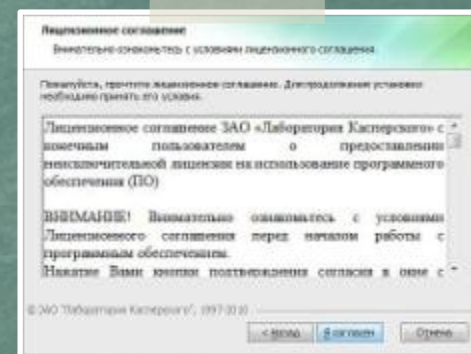 Лицензионное соглашение
Внимательно ознакомьтесь с условиями лицензионного соглашения.
Пожалуйста, прочтите лицензионное соглашение. Для продолжения установки
необходимо принять его условия.
Лицензионное соглашение ЗАО «Лаборатория Касперского» с
конечным пользователем о предоставлении
неисключительной лицензии на использование программного
обеспечения (ПО)
ВНИМАНИЕ! Внимательно ознакомьтесь с условиями
Лицензионного соглашения перед началом работы с
программным обеспечением.
Нажатие Вами кнопки подтверждения согласия в окне с
© ЗАО "Лаборатория Касперского", 1997-2010
< Назад Я согласен Отмена